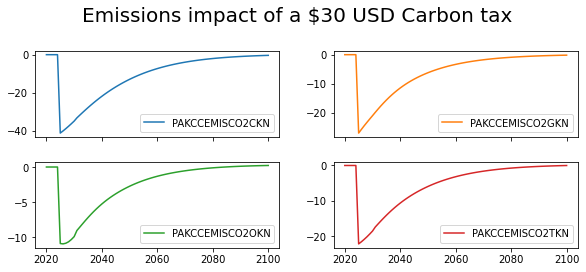 Emissions impact of a $30 USD Carbon tax
0
−20
−40
PAKCCEMISCO2CKN
0
−10
−20
PAKCCEMISCO2GKN
0
−5
−10
PAKCCEMISCO2OKN
2020 2040 2060 2080 2100
0
−10
−20
PAKCCEMISCO2TKN
2020 2040 2060 2080 2100